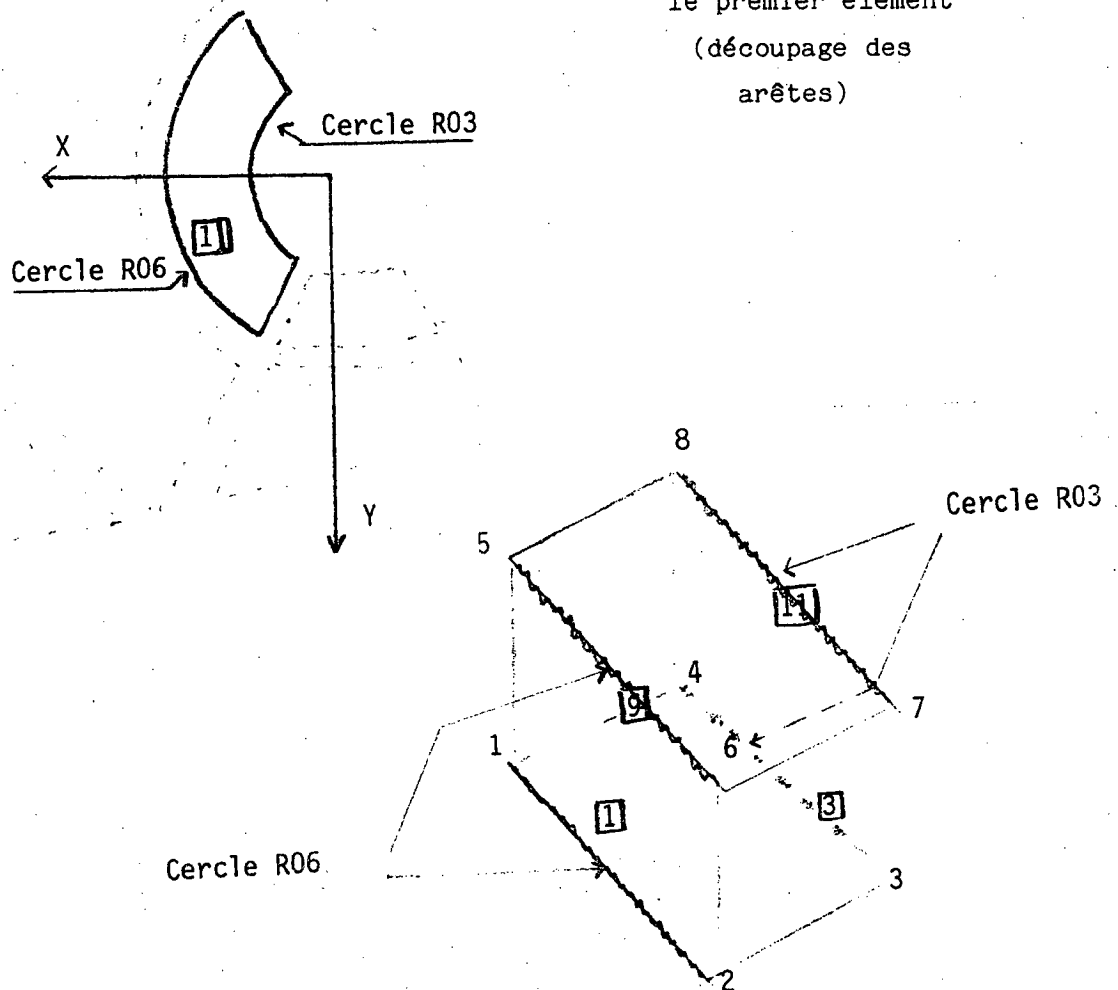 le premier élément
(découpage des
arêtes)
Cercle R03
X
1
Cercle R06
Y
8
Cercle R03
5
11
4
9
7
1
6
1
3
Cercle R06
3
2